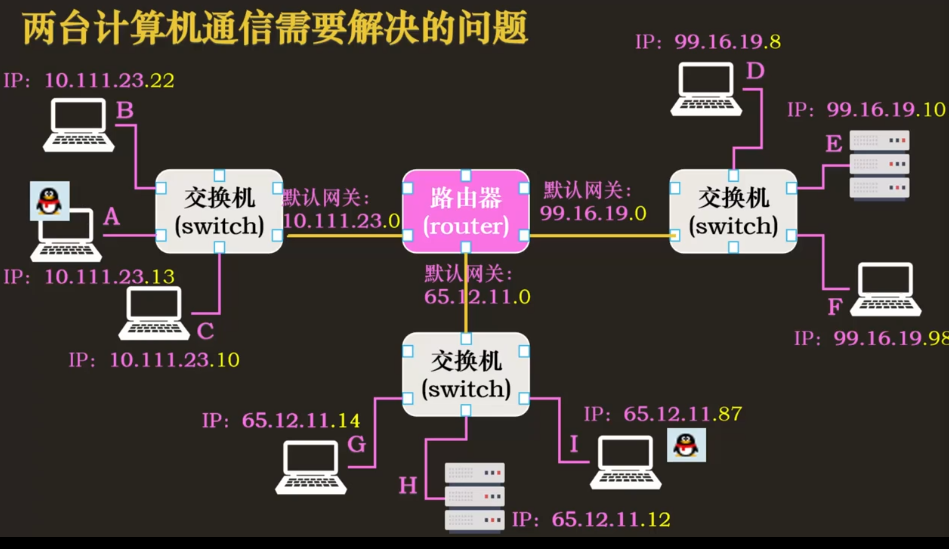 两台计算机通信需要解决的问题
IP：99.16.19.8
D
IP：10.111.23.22
B
IP：99.16.19.10
E
交换机
(switch)
默认网关：
10.111.23.0
路由器
(router)
默认网关：
99.16.19.0
交换机
(switch)
A
IP：10.111.23.13
默认网关：
65.12.11.0
C
F
IP：99.16.19.98
IP：10.111.23.10
交换机
(switch)
IP：65.12.11.14
G
IP：65.12.11.87
I
H
IP：65.12.11.12